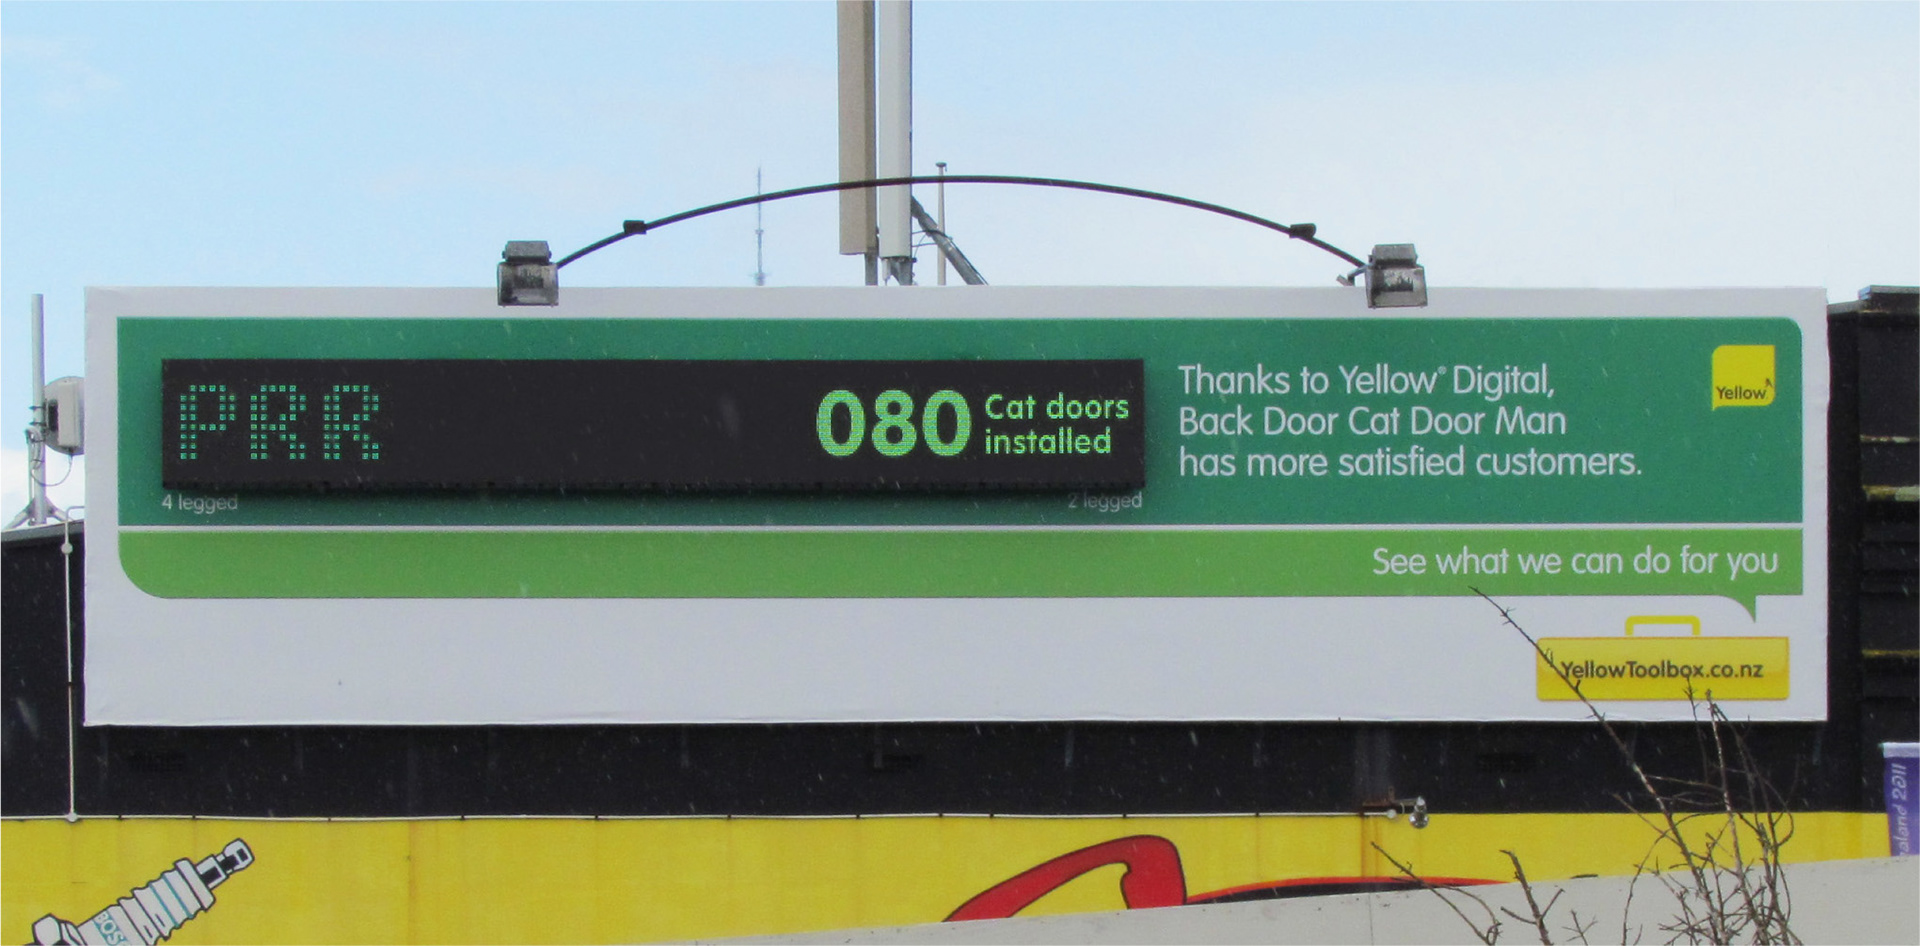 PRR
080
Cat doors
installed
4 legged
2 legged
Thanks to Yellow® Digital,
Back Door Cat Door Man
has more satisfied customers.
Yellow
See what we can do for you
YellowToolbox.co.nz
2011